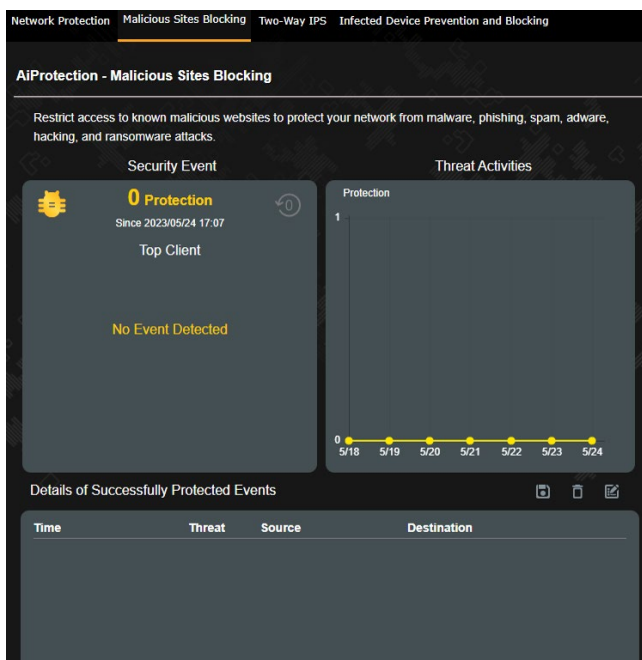 Network Protection Malicious Sites Blocking Two-Way IPS Infected Device Prevention and Blocking
AiProtection - Malicious Sites Blocking
Restrict access to known malicious websites to protect your network from malware, phishing, spam, adware,
hacking, and ransomware attacks.
Security Event
0 Protection
0
Since 2023/05/24 17:07
Top Client
No Event Detected
Threat Activities
Protection
1
0
5/18 5/19 5/20 5/21 5/22 5/23 5/24
Details of Successfully Protected Events
Time Threat Source Destination